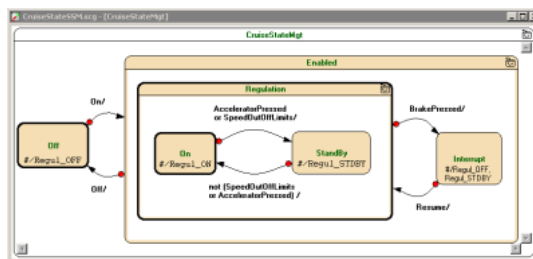 CruiseStateSSM.scg - [CruiseStateMgt]
CruiseStateMgt
Enabled
Regulation
On/
AcceleratorPressed
or SpeedOutOffLimits/
BrakePressed/
Off
#/Regul_OFF
On
#/Regul_ON
StandBy
#/Regul_STDBY
Interrupt
#/Regul_OFF,
Regul_STDBY
Off/
not (SpeedOutOffLimits
or AcceleratorPressed) /
Resume/